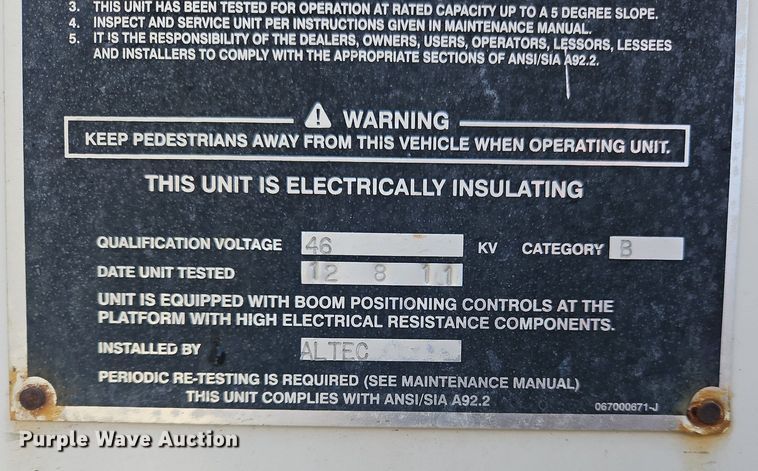 3. THIS UNIT HAS BEEN TESTED FOR OPERATION AT RATED CAPACITY UP TO A 5 DEGREE SLOPE.
4. INSPECT AND SERVICE UNIT PER INSTRUCTIONS GIVEN IN MAINTENANCE MANUAL.
5. IT IS THE RESPONSIBILITY OF THE DEALERS, OWNERS, USERS, OPERATORS, LESSORS, LESSEES
AND INSTALLERS TO COMPLY WITH THE APPROPRIATE SECTIONS OF ANSI/SIA A92.2.
WARNING
KEEP PEDESTRIANS AWAY FROM THIS VEHICLE WHEN OPERATING UNIT.
THIS UNIT IS ELECTRICALLY INSULATING
QUALIFICATION VOLTAGE 46 KV CATEGORY B
DATE UNIT TESTED 12 8 11
UNIT IS EQUIPPED WITH BOOM POSITIONING CONTROLS AT THE
PLATFORM WITH HIGH ELECTRICAL RESISTANCE COMPONENTS.
INSTALLED BY ALTEC
PERIODIC RE-TESTING IS REQUIRED (SEE MAINTENANCE MANUAL)
THIS UNIT COMPLIES WITH ANSI/SIA A92.2
067000671-J
Purple Wave Auction